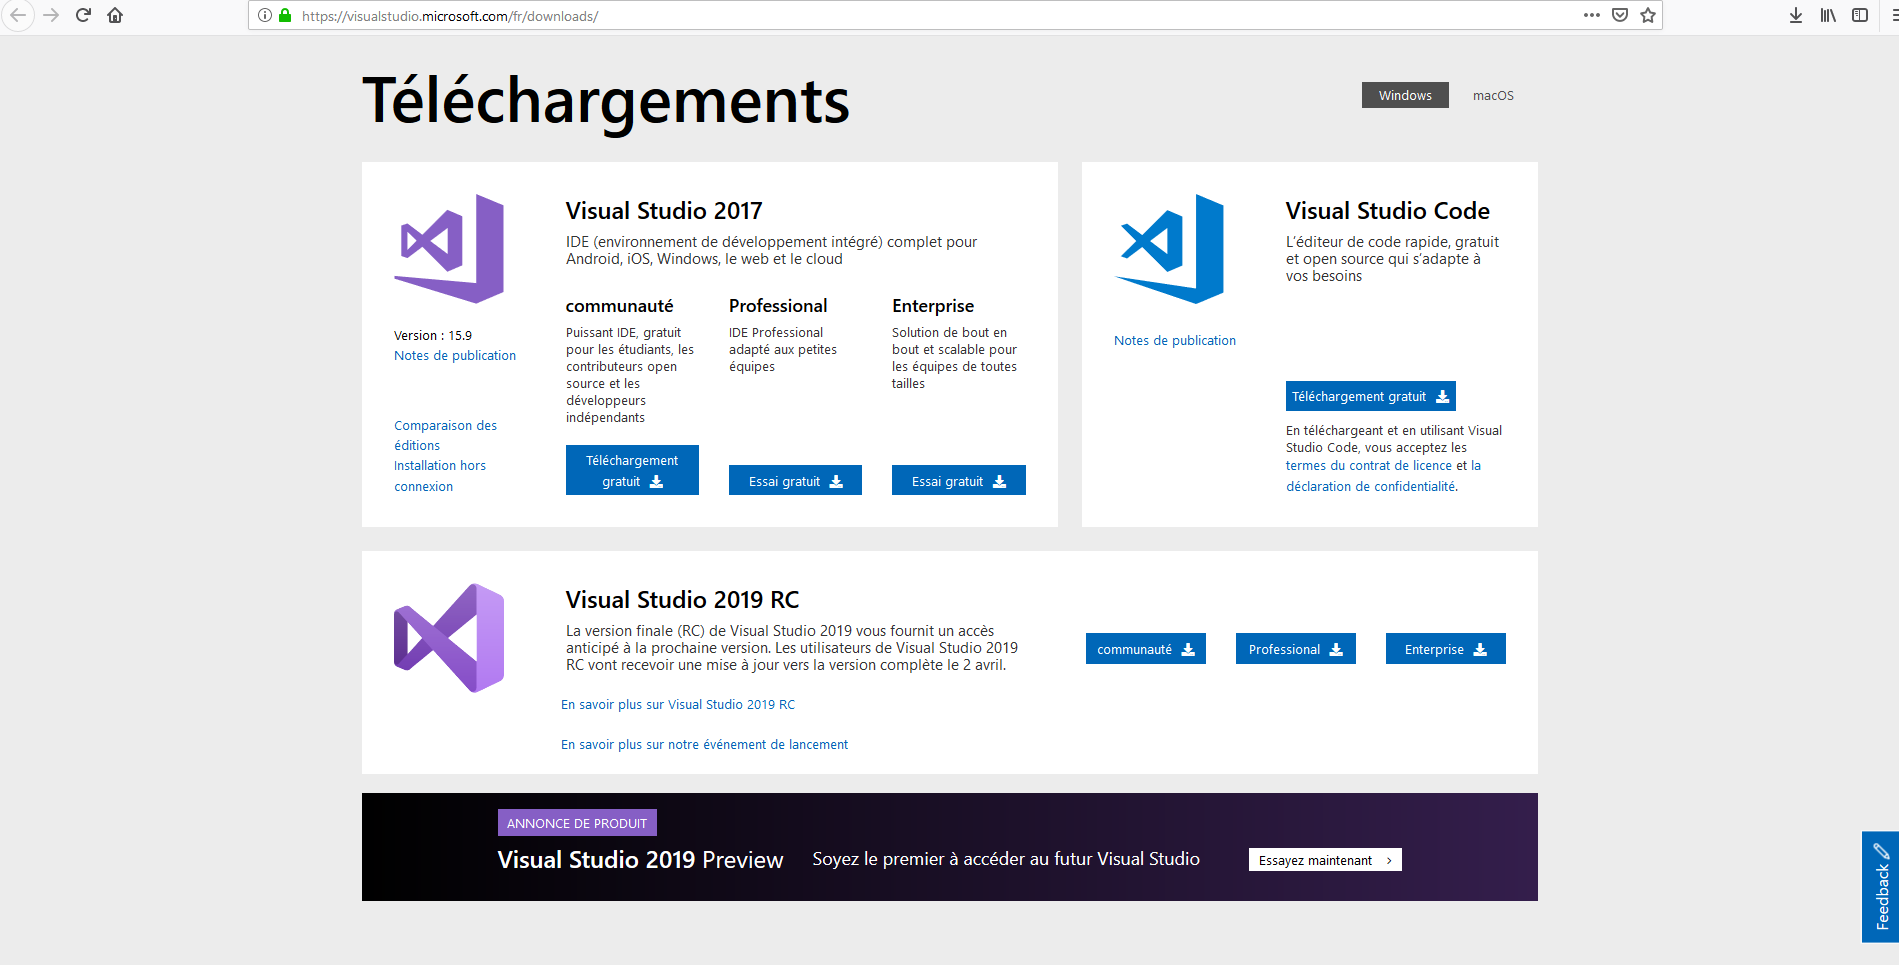 https://visualstudio.microsoft.com/fr/downloads/
Téléchargements
Windows
macOS
Visual Studio 2017
IDE (environnement de développement intégré) complet pour
Android, iOS, Windows, le web et le cloud
Version : 15.9
Notes de publication
Comparaison des
éditions
Installation hors
connexion
communauté
Puissant IDE, gratuit
pour les étudiants, les
contributeurs open
source et les
développeurs
indépendants
Téléchargement
gratuit
Professional
IDE Professional
adapté aux petites
équipes
Essai gratuit
Enterprise
Solution de bout en
bout et scalable pour
les équipes de toutes
tailles
Essai gratuit
Visual Studio Code
L'éditeur de code rapide, gratuit
et open source qui s'adapte à
vos besoins
Notes de publication
Téléchargement gratuit
En téléchargeant et en utilisant Visual
Studio Code, vous acceptez les
termes du contrat de licence et la
déclaration de confidentialité.
Visual Studio 2019 RC
La version finale (RC) de Visual Studio 2019 vous fournit un accès
anticipé à la prochaine version. Les utilisateurs de Visual Studio 2019
RC vont recevoir une mise à jour vers la version complète le 2 avril.
En savoir plus sur Visual Studio 2019 RC
En savoir plus sur notre événement de lancement
communauté
Professional
Enterprise
ANNONCE DE PRODUIT
Visual Studio 2019 Preview
Soyez le premier à accéder au futur Visual Studio
Essayez maintenant
Feedback